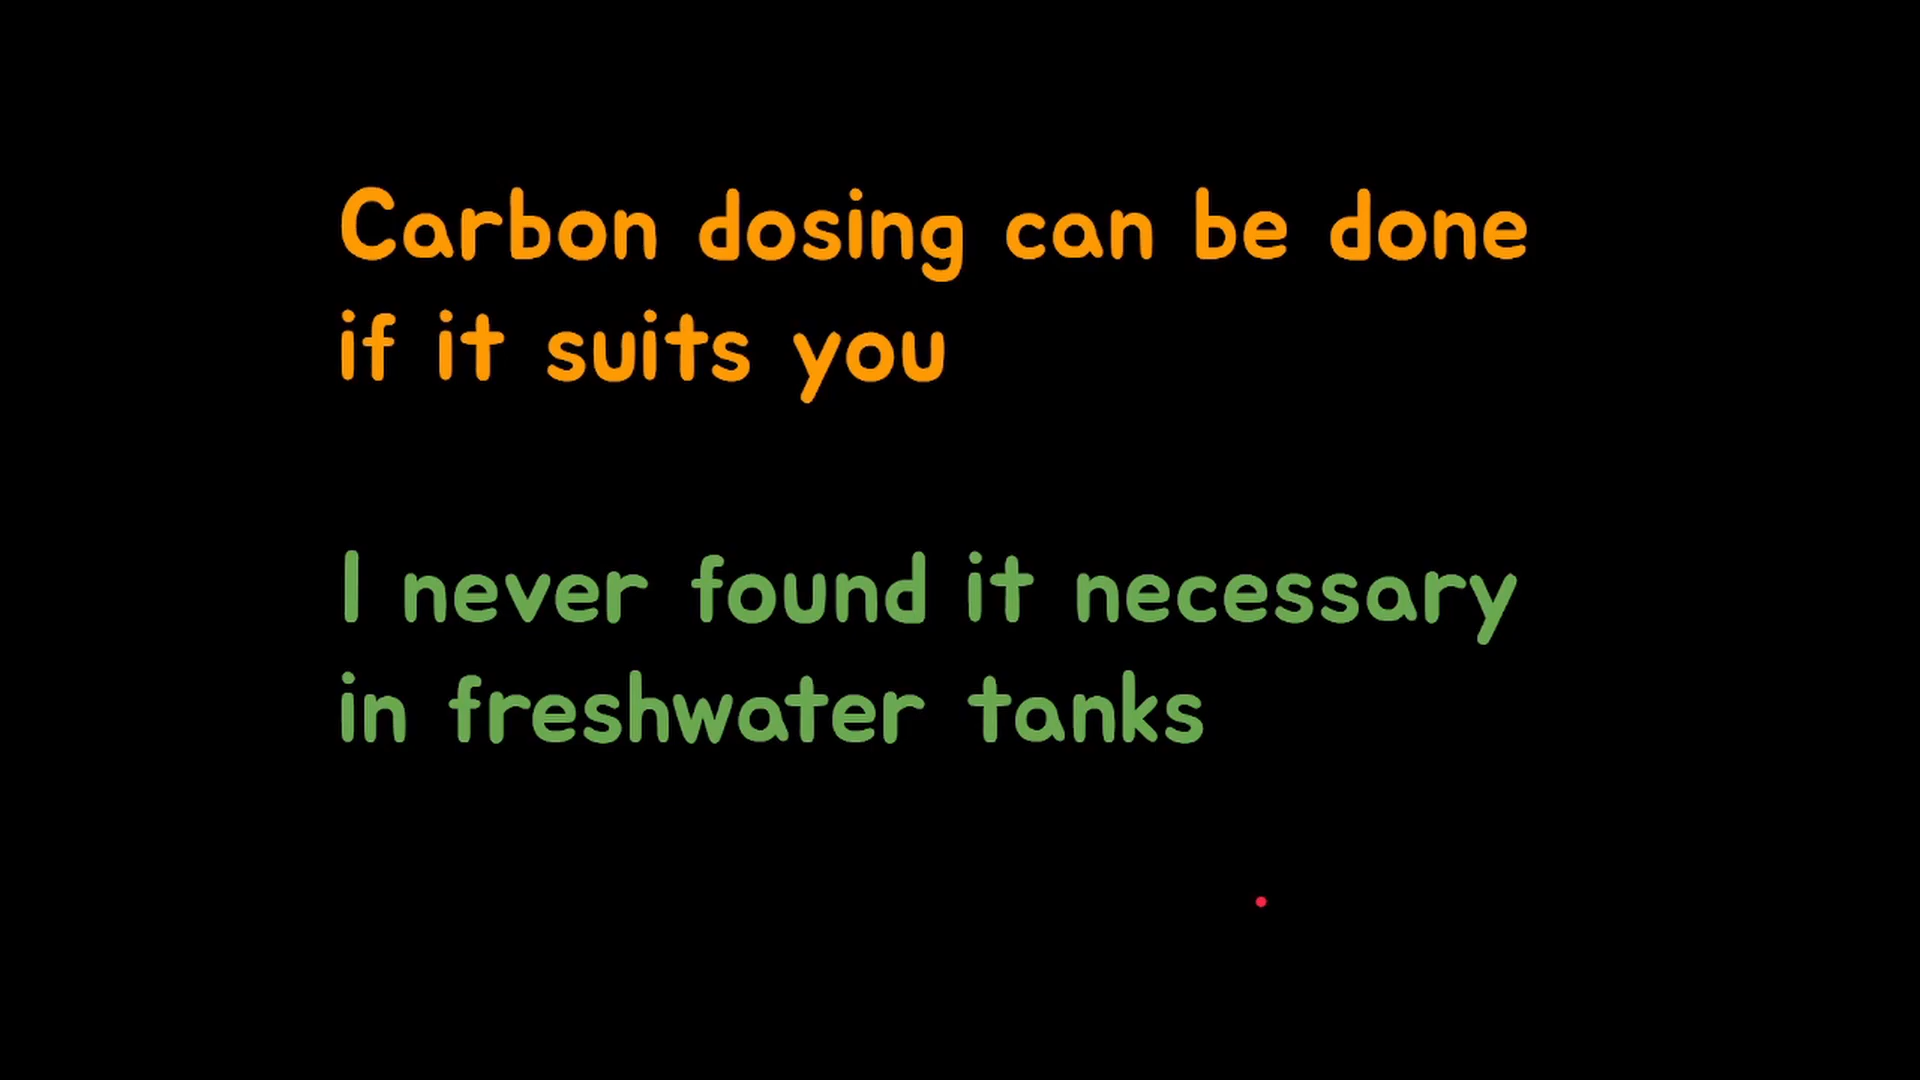 Carbon dosing can be done
if it suits you
I never found it necessary
in freshwater tanks